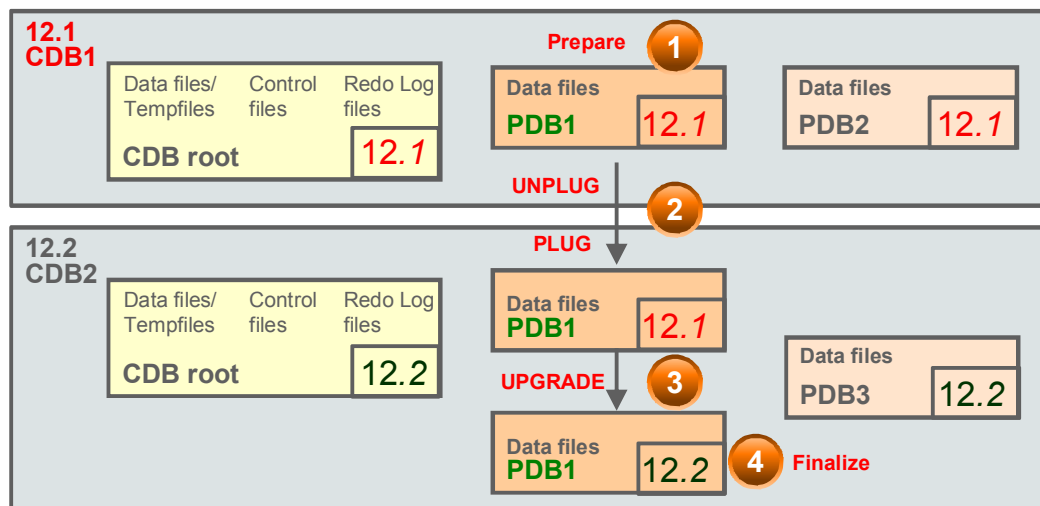 12.1
CDB1
Prepare
1
Data files/
Tempfiles
Control
files
Redo Log
files
CDB root
12.1
Data files
PDB1
12.1
Data files
PDB2
12.1
UNPLUG
2
PLUG
12.2
CDB2
Data files/
Tempfiles
Control
files
Redo Log
files
CDB root
12.2
Data files
PDB1
12.1
UPGRADE
3
Data files
PDB3
12.2
Data files
PDB1
12.2
4
Finalize